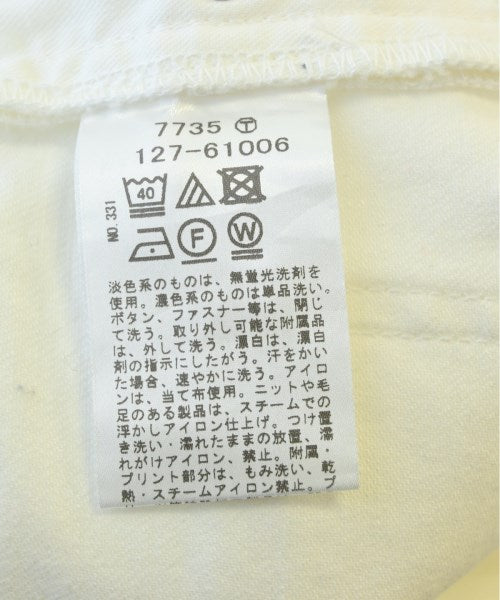 7735 Ⓣ
127-61006
NO.331
40
F W
淡色系のものは、無蛍光洗剤を
使用。濃色系のものは単品洗い。
ボタン、ファスナー等は、閉じ
て洗う。取り外し可能な附属品
は、外して洗う。漂白は、漂白
剤の指示にしたがう。汗をかい
た場合、速やかに洗う。アイロ
ンは、当て布使用。ニットや毛
足のある製品は、スチームでの
浮かしアイロン仕上げ。つけ置
き洗い・濡れたままの放置、濡
れがけアイロン、禁止。附属・
プリント部分は、もみ洗い、乾
熱・スチームアイロン禁止。プ